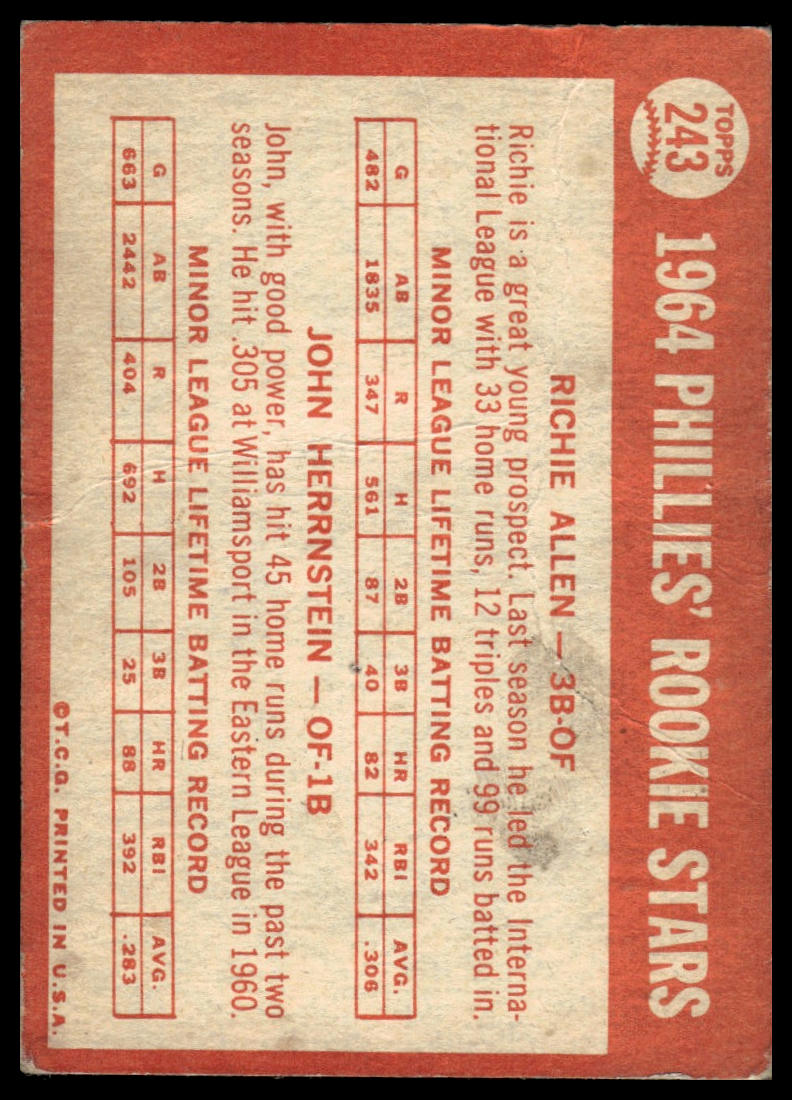 TOPPS
243
1964 PHILLIES' ROOKIE STARS
RICHIE ALLEN — 3B-OF
Richie is a great young prospect. Last season he led the Interna-
tional League with 33 home runs, 12 triples and 99 runs batted in.
MINOR LEAGUE LIFETIME BATTING RECORD
G AB R H 2B 3B HR RBI AVG.
482 1835 347 561 87 40 82 342 .306
JOHN HERRNSTEIN — OF-1B
John, with good power, has hit 45 home runs during the past two
seasons. He hit .305 at Williamsport in the Eastern League in 1960.
MINOR LEAGUE LIFETIME BATTING RECORD
G AB R H 2B 3B HR RBI AVG.
663 2442 404 692 105 25 88 392 .283
©T.C.G. PRINTED IN U.S.A.